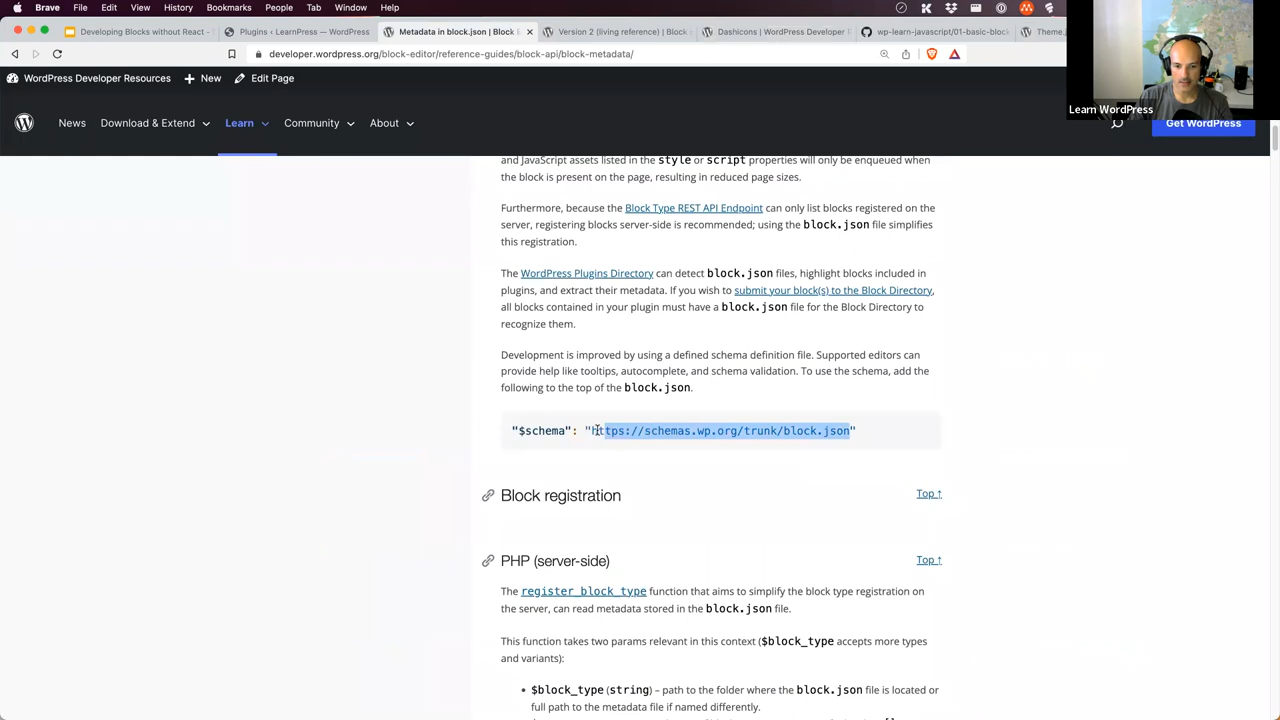 Spaces
People
Tab
Window
Help
Developing Blocks without React -
Plugins ‹ LearnPress — WordPress
Metadata in block.json | Block E
Version 2 (living reference) | Block
Dashicons | WordPress Developer
wp-learn-javascript/01-basic-block
Theme.j
developer.wordpress.org/block-editor/reference-guides/block-api/block-metadata/
WordPress Developer Resources
New
Edit Page
Learn WordPress
News
Download & Extend
Learn
Community
About
Get WordPress
and JavaScript assets listed in the style or script properties will only be enqueued when
the block is present on the page, resulting in reduced page sizes.
Furthermore, because the Block Type REST API Endpoint can only list blocks registered on the
server, registering blocks server-side is recommended; using the block.json file simplifies
this registration.
The WordPress Plugins Directory can detect block.json files, highlight blocks included in
plugins, and extract their metadata. If you wish to submit your block(s) to the Block Directory,
all blocks contained in your plugin must have a block.json file for the Block Directory to
recognize them.
Development is improved by using a defined schema definition file. Supported editors can
provide help like tooltips, autocomplete, and schema validation. To use the schema, add the
following to the top of the block.json.
"$schema": "https://schemas.wp.org/trunk/block.json"
Block registration
Top ↑
PHP (server-side)
Top ↑
The register_block_type function that aims to simplify the block type registration on
the server, can read metadata stored in the block.json file.
This function takes two params relevant in this context ($block_type accepts more types
and variants):
$block_type (string) – path to the folder where the block.json file is located or
full path to the metadata file if named differently.